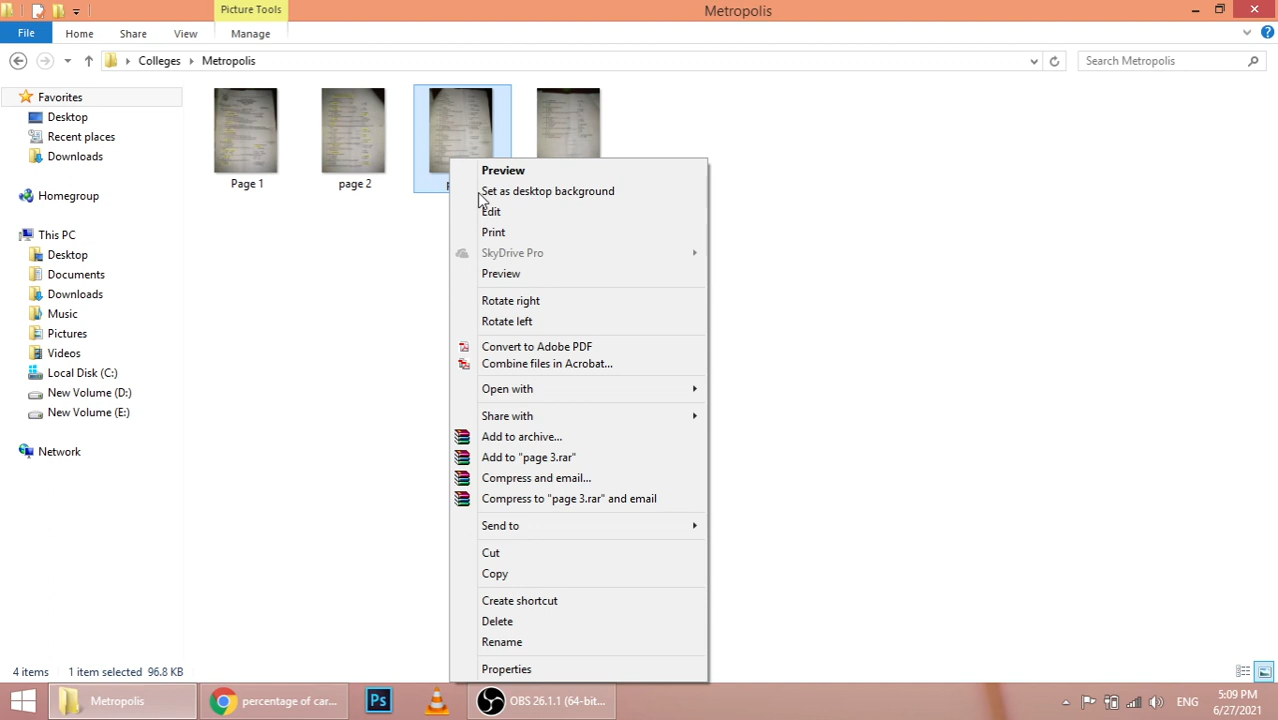 Picture Tools
Metropolis
File
Home
Share
View
Manage
Colleges
Metropolis
Search Metropolis
Favorites
Desktop
Recent places
Downloads
Homegroup
This PC
Desktop
Documents
Downloads
Music
Pictures
Videos
Local Disk (C:)
New Volume (D:)
New Volume (E:)
Network
Page 1
page 2
Preview
Set as desktop background
Edit
Print
SkyDrive Pro
Preview
Rotate right
Rotate left
Convert to Adobe PDF
Combine files in Acrobat...
Open with
Share with
Add to archive...
Add to "page 3.rar"
Compress and email...
Compress to "page 3.rar" and email
Send to
Cut
Copy
Create shortcut
Delete
Rename
Properties
4 items
1 item selected 96.8 KB
Metropolis
percentage of car...
Ps
OBS 26.1.1 (64-bit...
ENG
5:09 PM
6/27/2021